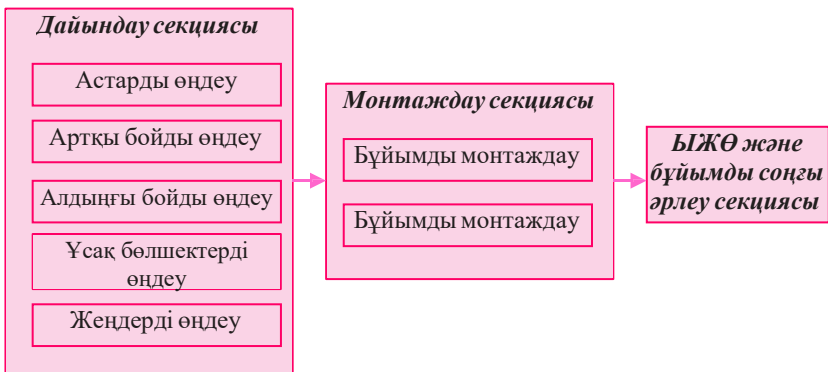 Дайындау секциясы
Астарды өңдеу
Артқы бойды өңдеу
Алдыңғы бойды өңдеу
Ұсақ бөлшектерді
өңдеу
Жеңдерді өңдеу
Монтаждау секциясы
Бұйымды монтаждау
Бұйымды монтаждау
ЫЖӨ және
бұйымды соңғы
әрлеу секциясы